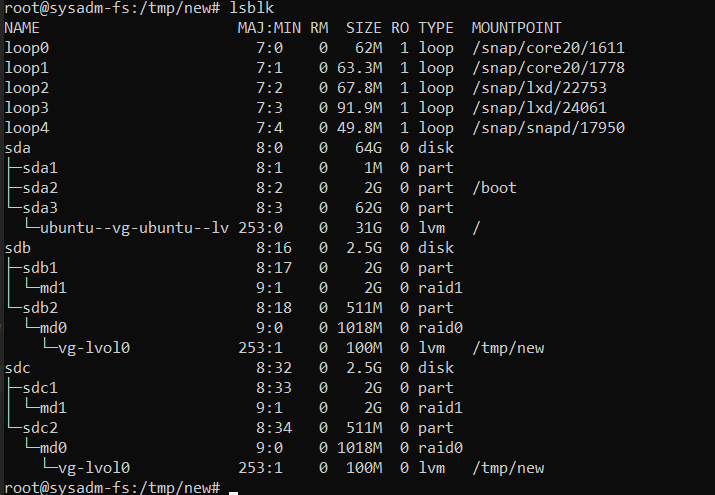 root@sysadm-fs:/tmp/new# lsblk
NAME                      MAJ:MIN RM  SIZE RO TYPE  MOUNTPOINT
loop0                       7:0    0   62M  1 loop  /snap/core20/1611
loop1                       7:1    0 63.3M  1 loop  /snap/core20/1778
loop2                       7:2    0 67.8M  1 loop  /snap/lxd/22753
loop3                       7:3    0 91.9M  1 loop  /snap/lxd/24061
loop4                       7:4    0 49.8M  1 loop  /snap/snapd/17950
sda                         8:0    0   64G  0 disk
├─sda1                      8:1    0    1M  0 part
├─sda2                      8:2    0    2G  0 part  /boot
└─sda3                      8:3    0   62G  0 part
  └─ubuntu--vg-ubuntu--lv 253:0    0   31G  0 lvm   /
sdb                         8:16   0  2.5G  0 disk
├─sdb1                      8:17   0    2G  0 part
│ └─md1                     9:1    0    2G  0 raid1
└─sdb2                      8:18   0  511M  0 part
  └─md0                     9:0    0 1018M  0 raid0
    └─vg-lvol0            253:1    0  100M  0 lvm   /tmp/new
sdc                         8:32   0  2.5G  0 disk
├─sdc1                      8:33   0    2G  0 part
│ └─md1                     9:1    0    2G  0 raid1
└─sdc2                      8:34   0  511M  0 part
  └─md0                     9:0    0 1018M  0 raid0
    └─vg-lvol0            253:1    0  100M  0 lvm   /tmp/new
root@sysadm-fs:/tmp/new#